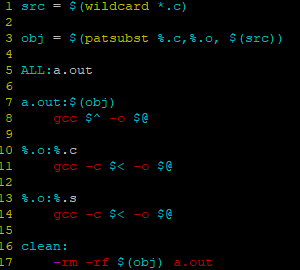 1 src = $(wildcard *.c)
2
3 obj = $(patsubst %.c,%.o, $(src))
4
5 ALL:a.out
6
7 a.out:$(obj)
8     gcc $^ -o $@
9
10 %.o:%.c
11     gcc -c $< -o $@
12
13 %.o:%.s
14     gcc -c $< -o $@
15
16 clean:
17     -rm -rf $(obj) a.out